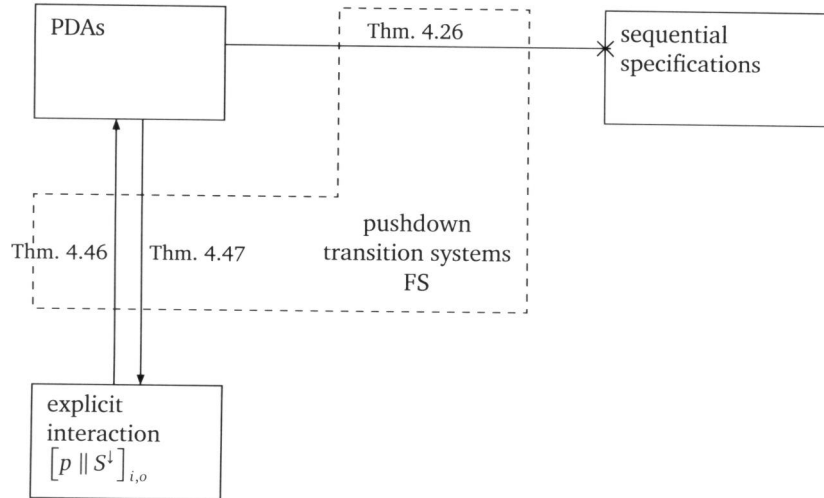 PDAs
Thm. 4.26
sequential
specifications
Thm. 4.46
Thm. 4.47
pushdown
transition systems
FS
explicit
interaction
[p ∥ S↓]i,o